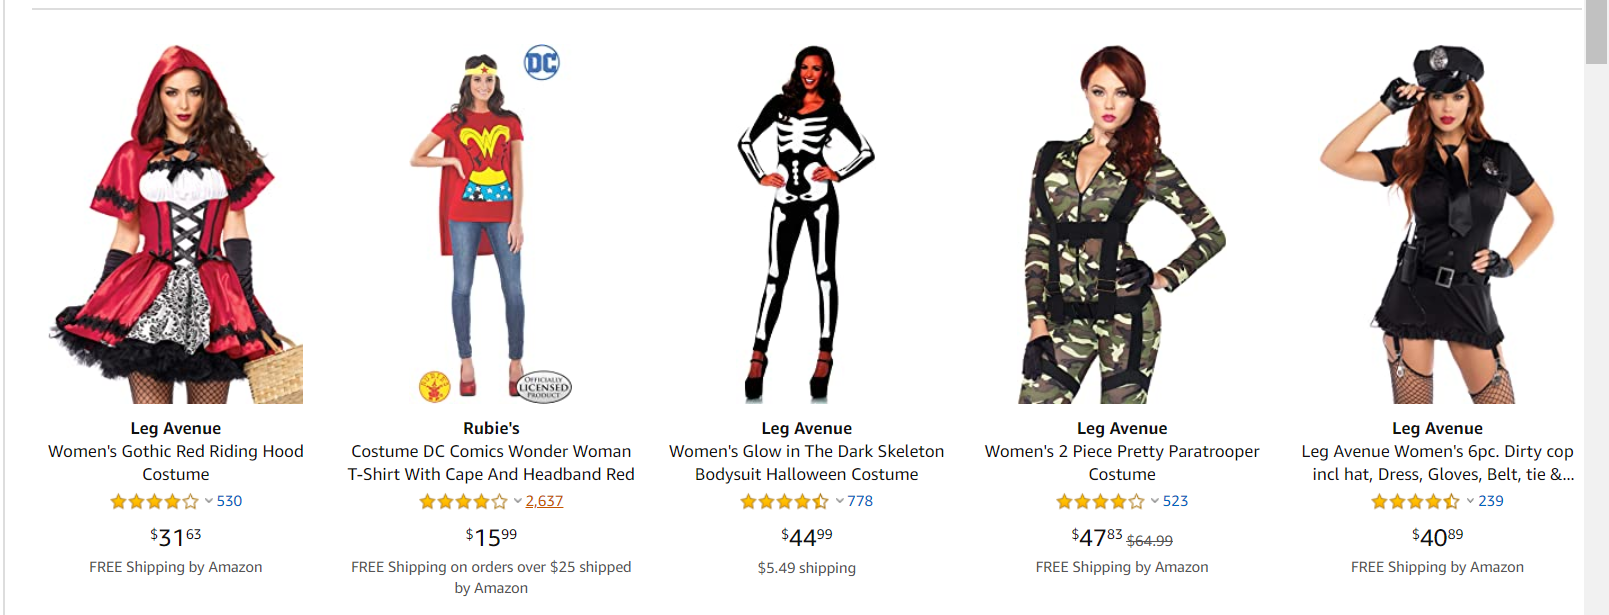 DC
OFFICIALLY
LICENSED
PRODUCT
Leg Avenue
Women's Gothic Red Riding Hood
Costume
530
$31 63
FREE Shipping by Amazon
Rubie's
Costume DC Comics Wonder Woman
T-Shirt With Cape And Headband Red
2,637
$15 99
FREE Shipping on orders over $25 shipped
by Amazon
Leg Avenue
Women's Glow in The Dark Skeleton
Bodysuit Halloween Costume
778
$44 99
$5.49 shipping
Leg Avenue
Women's 2 Piece Pretty Paratrooper
Costume
523
$47 83 $64.99
FREE Shipping by Amazon
Leg Avenue
Leg Avenue Women's 6pc. Dirty cop
incl hat, Dress, Gloves, Belt, tie &...
239
$40 89
FREE Shipping by Amazon